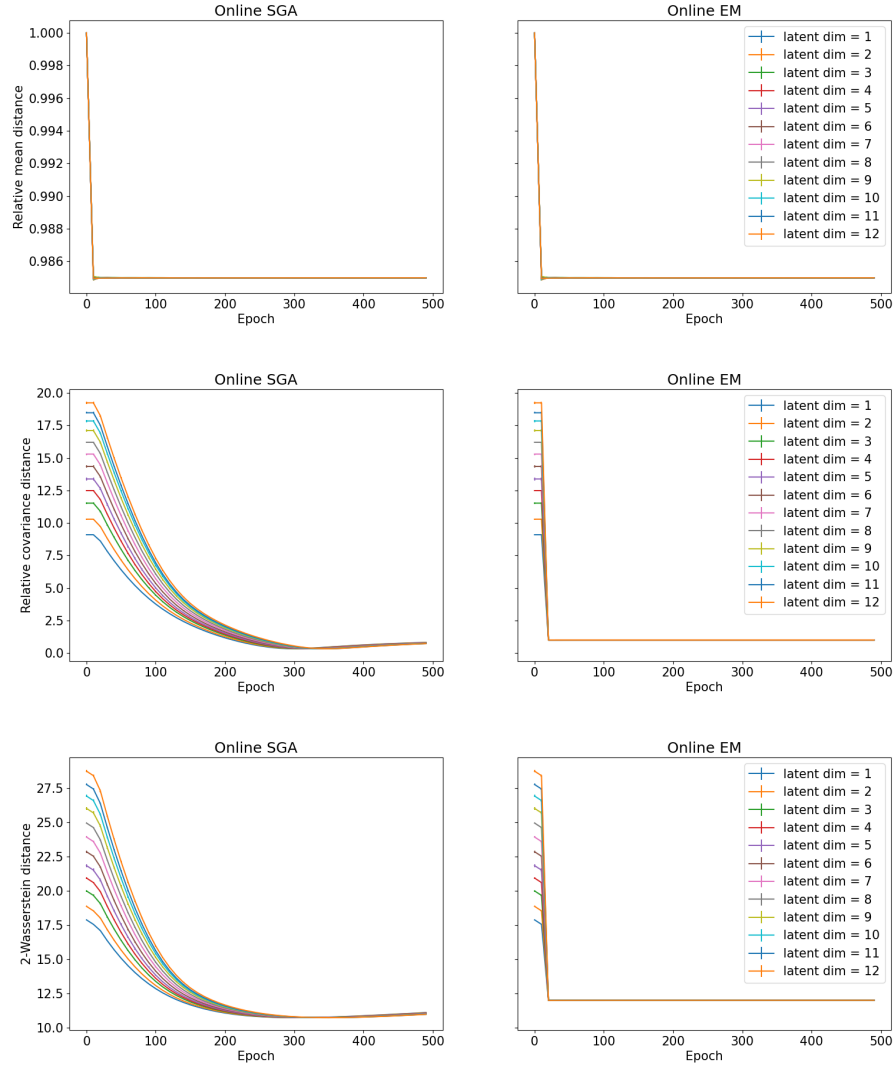 Online SGA
Online EM
1.000
0.998
0.996
0.994
0.992
0.990
0.988
0.986
Relative mean distance
0 100 200 300 400 500
Epoch
latent dim = 1
latent dim = 2
latent dim = 3
latent dim = 4
latent dim = 5
latent dim = 6
latent dim = 7
latent dim = 8
latent dim = 9
latent dim = 10
latent dim = 11
latent dim = 12
0 100 200 300 400 500
Epoch
Online SGA
Online EM
20.0
17.5
15.0
12.5
10.0
7.5
5.0
2.5
0.0
Relative covariance distance
0 100 200 300 400 500
Epoch
latent dim = 1
latent dim = 2
latent dim = 3
latent dim = 4
latent dim = 5
latent dim = 6
latent dim = 7
latent dim = 8
latent dim = 9
latent dim = 10
latent dim = 11
latent dim = 12
0 100 200 300 400 500
Epoch
Online SGA
Online EM
27.5
25.0
22.5
20.0
17.5
15.0
12.5
10.0
2-Wasserstein distance
0 100 200 300 400 500
Epoch
latent dim = 1
latent dim = 2
latent dim = 3
latent dim = 4
latent dim = 5
latent dim = 6
latent dim = 7
latent dim = 8
latent dim = 9
latent dim = 10
latent dim = 11
latent dim = 12
0 100 200 300 400 500
Epoch